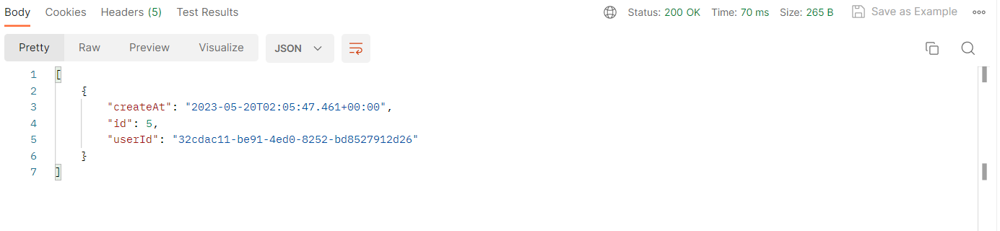 Body Cookies Headers (5) Test Results Status: 200 OK Time: 70 ms Size: 265 B Save as Example
Pretty Raw Preview Visualize JSON
1 [
2 {
3 "createAt": "2023-05-20T02:05:47.461+00:00",
4 "id": 5,
5 "userId": "32cdac11-be91-4ed0-8252-bd8527912d26"
6 }
7 ]